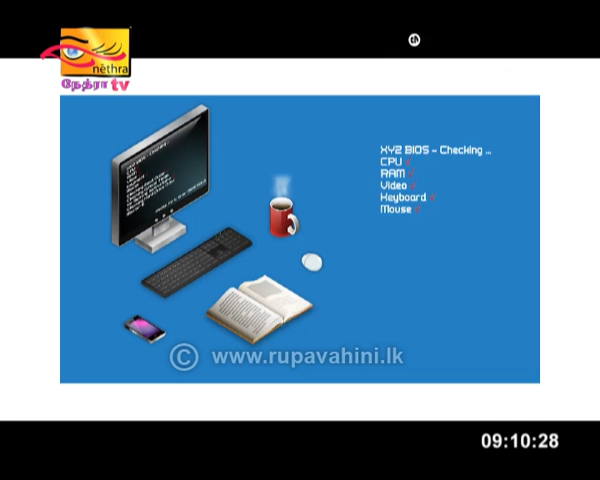 nethra
நேத்ரா tv
XYZ BIOS - Checking ...
CPU ✓
RAM ✓
Video ✓
Keyboard ✓
Mouse ✓
© www.rupavahini.lk
09:10:28